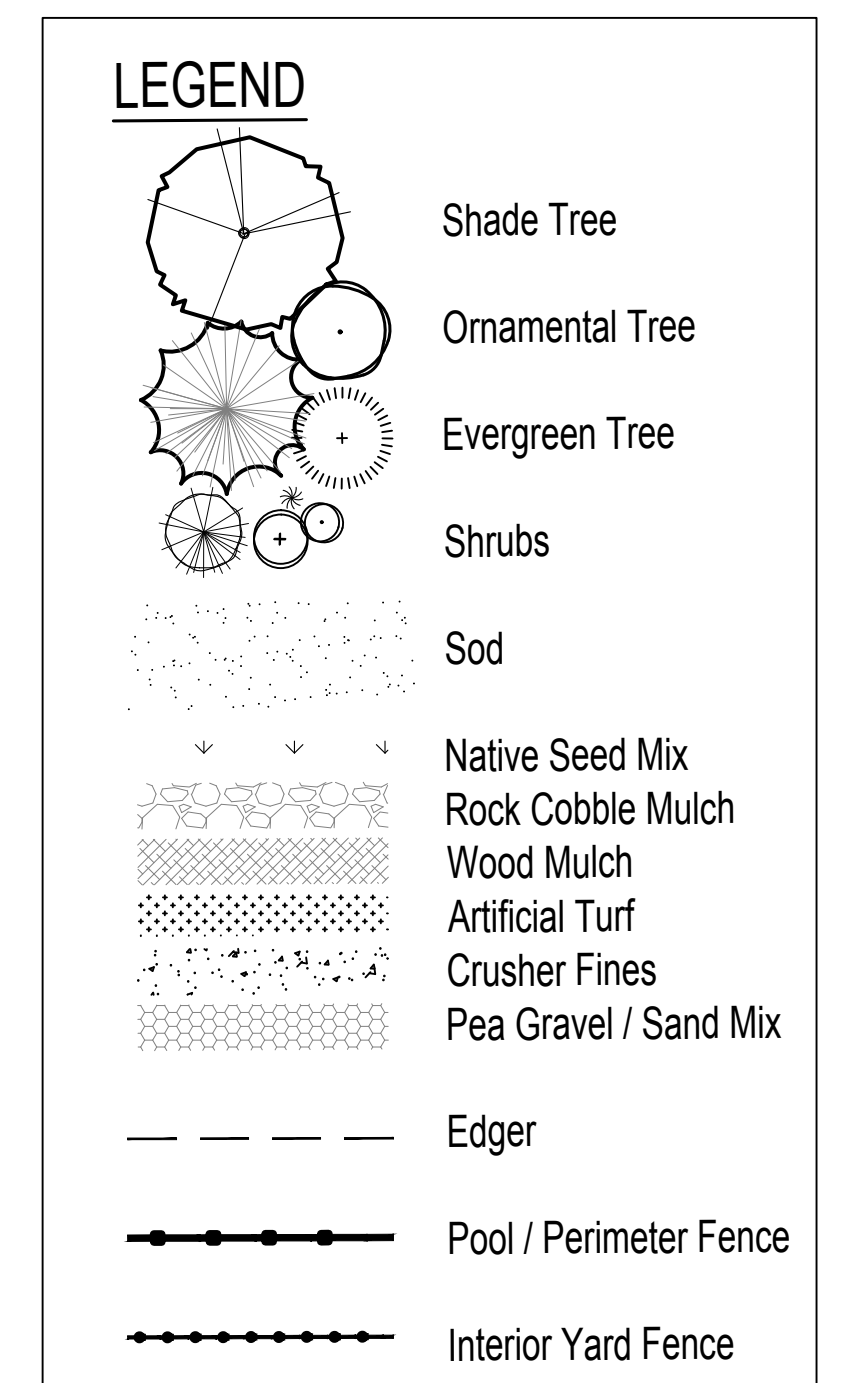 LEGEND
Shade Tree
Ornamental Tree
Evergreen Tree
Shrubs
Sod
Native Seed Mix
Rock Cobble Mulch
Wood Mulch
Artificial Turf
Crusher Fines
Pea Gravel / Sand Mix
Edger
Pool / Perimeter Fence
Interior Yard Fence